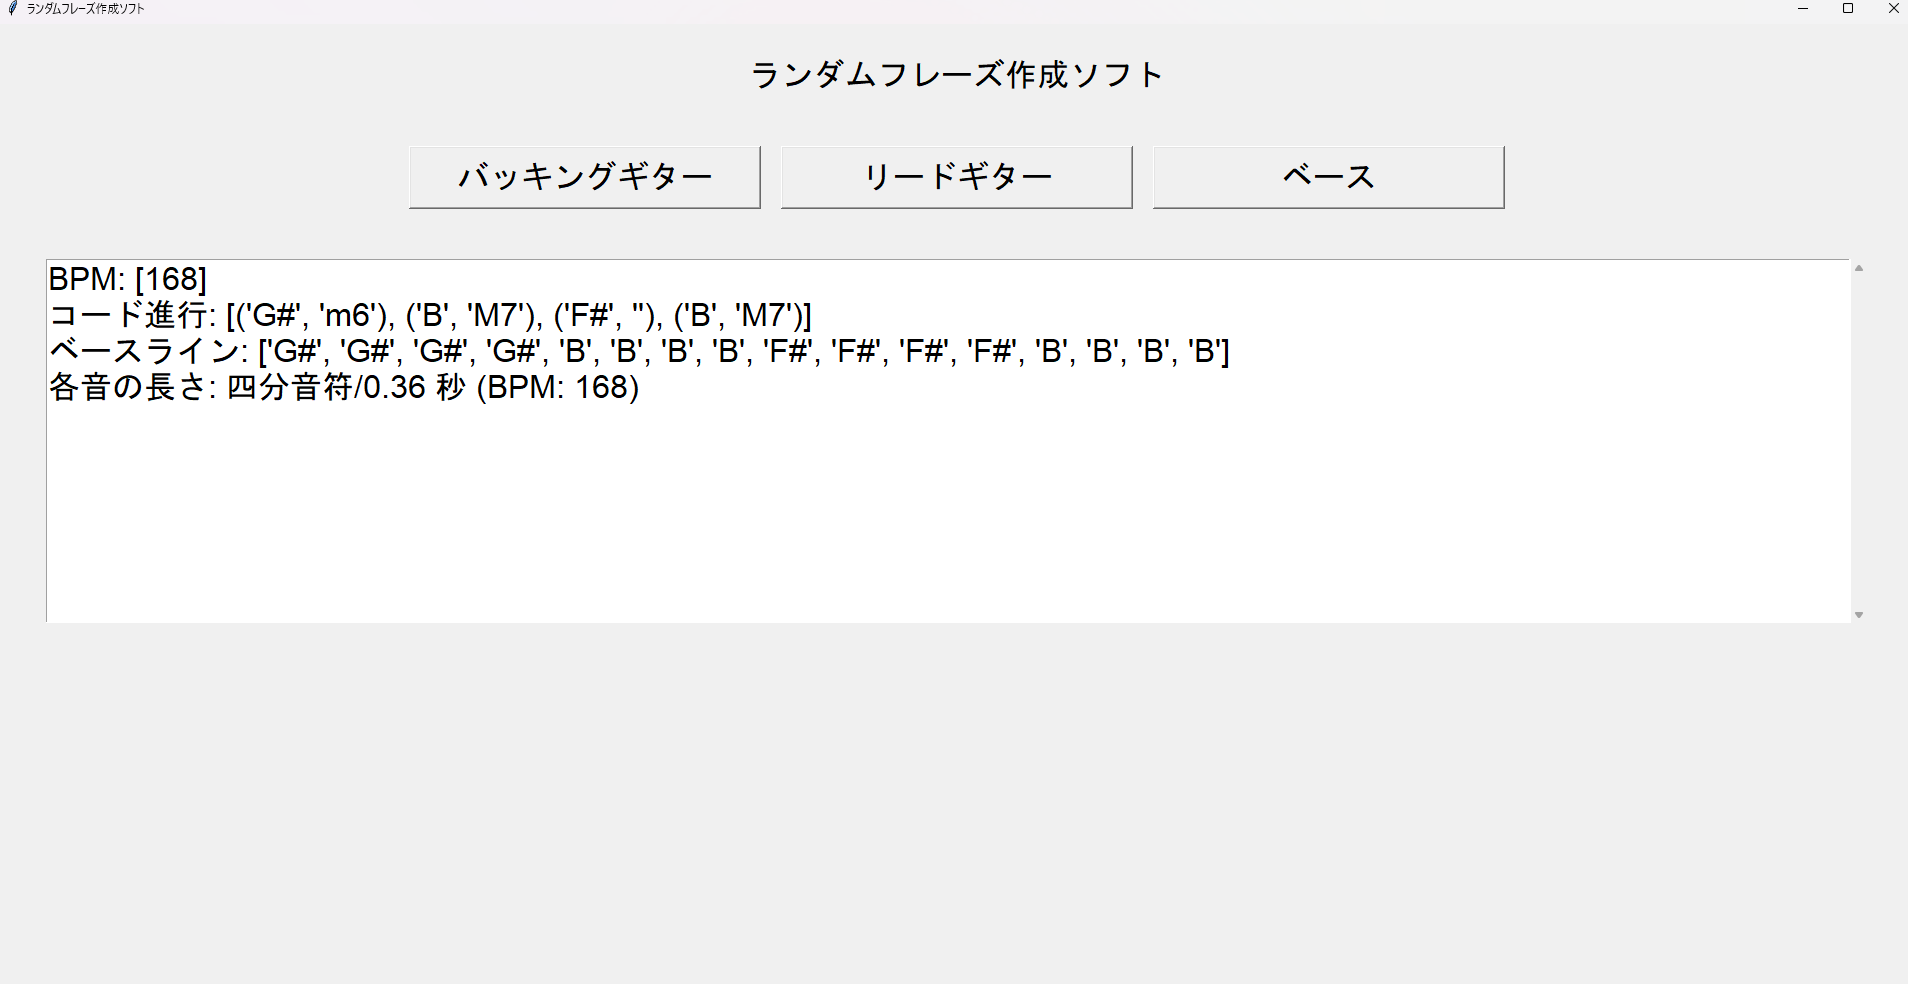 ランダムフレーズ作成ソフト
ランダムフレーズ作成ソフト
バッキングギター
リードギター
ベース
BPM: [168]
コード進行: [('G#', 'm6'), ('B', 'M7'), ('F#', ''), ('B', 'M7')]
ベースライン: ['G#', 'G#', 'G#', 'G#', 'B', 'B', 'B', 'B', 'F#', 'F#', 'F#', 'F#', 'B', 'B', 'B', 'B']
各音の長さ: 四分音符/0.36 秒 (BPM: 168)